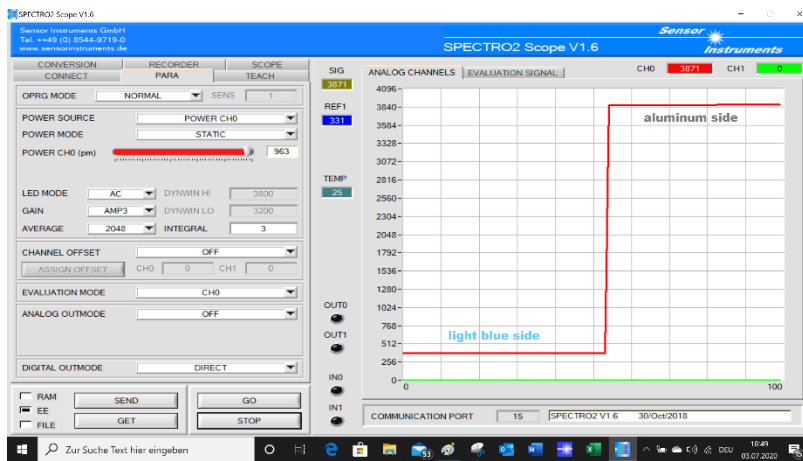 SPECTRO2 Scope V1.6
Sensor Instruments GmbH
Tel. ++49 (0) 8544-9719-0
www.sensorinstruments.de
SPECTRO2 Scope V1.6
Sensor
Instruments
CONVERSION RECORDER SCOPE
CONNECT PARA TEACH
OPRG MODE NORMAL SENS 1
POWER SOURCE POWER CH0
POWER MODE STATIC
POWER CH0 (pm) 963
LED MODE AC DYNWIN HI 3800
GAIN AMP3 DYNWIN LO 3200
AVERAGE 2048 INTEGRAL 3
CHANNEL OFFSET OFF
ASSIGN OFFSET CH0 0 CH1 0
EVALUATION MODE CH0
ANALOG OUTMODE OFF
DIGITAL OUTMODE DIRECT
RAM
EE
FILE
SEND GO
GET STOP
SIG
3871
REF1
331
TEMP
25
OUT0
OUT1
IN0
IN1
ANALOG CHANNELS EVALUATION SIGNAL CH0 3871 CH1 0
4096
3840
3584
3328
3072
2816
2560
2304
2048
1792
1536
1280
1024
768
512
256
0
aluminum side
light blue side
0 100
COMMUNICATION PORT 15 SPECTRO2 V1.6 30/Oct/2018
Zur Suche Text hier eingeben
53
DEU
16:49
03.07.2020